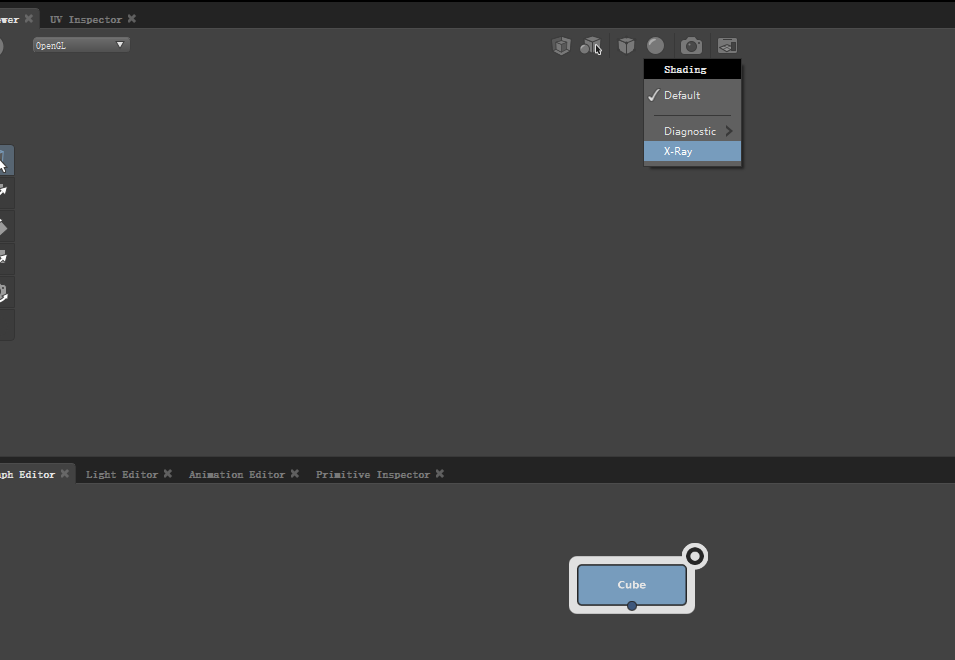 wer UV Inspector
OpenGL
Shading
Default
Diagnostic
X-Ray
ph Editor Light Editor Animation Editor Primitive Inspector
Cube